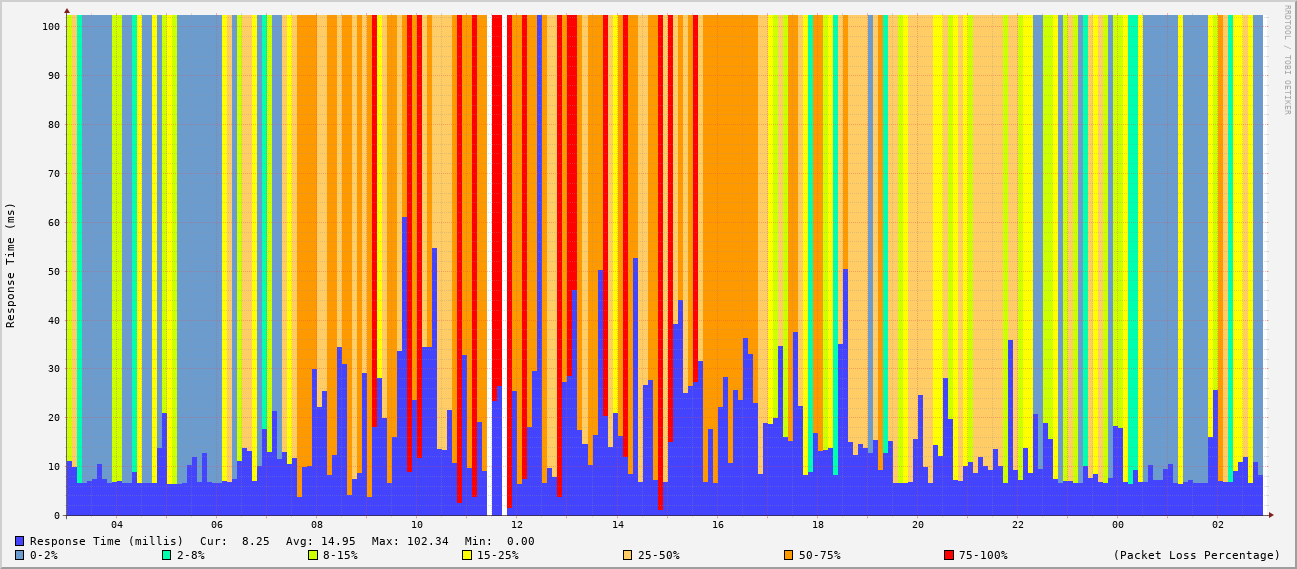 RRDTOOL / TOBI OETIKER
Response Time (ms)
100
90
80
70
60
50
40
30
20
10
0
04 06 08 10 12 14 16 18 20 22 00 02
Response Time (millis) Cur: 8.25 Avg: 14.95 Max: 102.34 Min: 0.00
0-2% 2-8% 8-15% 15-25% 25-50% 50-75% 75-100% (Packet Loss Percentage)